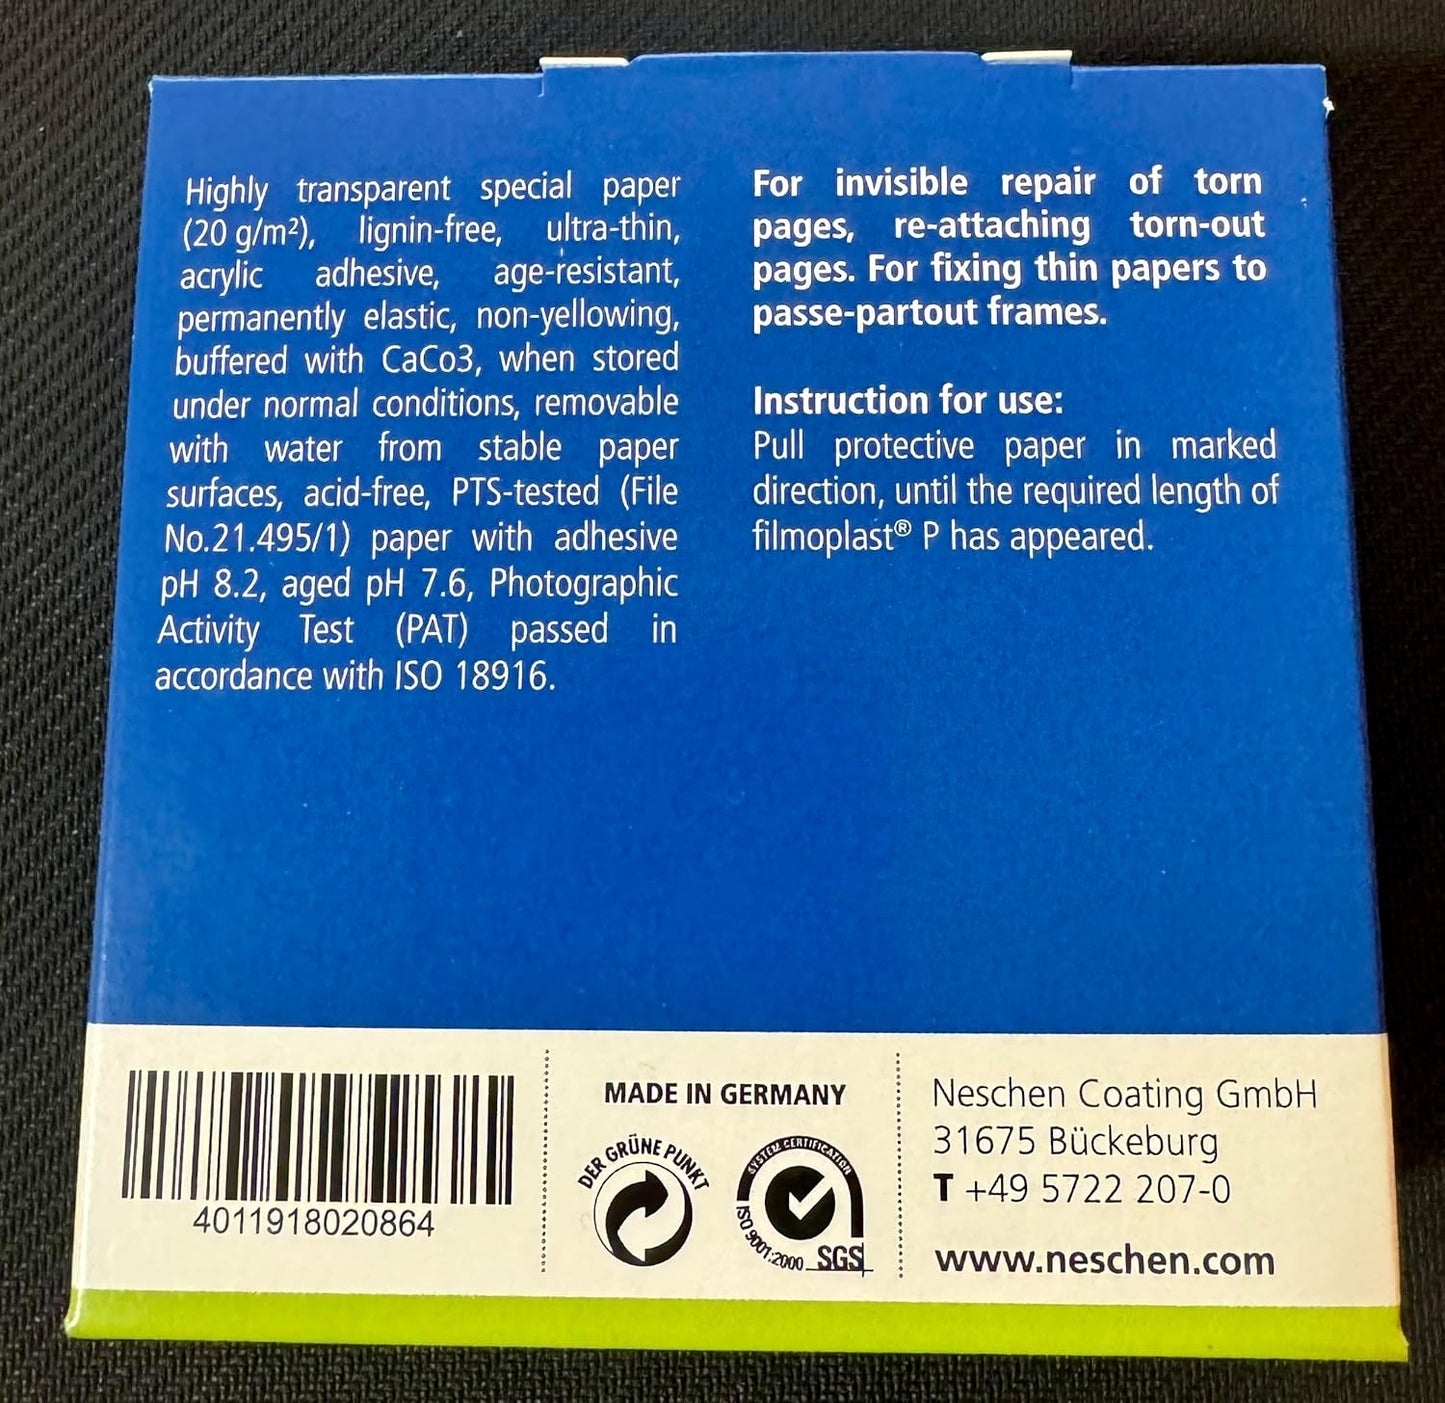 Highly transparent special paper
(20 g/m²), lignin-free, ultra-thin,
acrylic adhesive, age-resistant,
permanently elastic, non-yellowing,
buffered with CaCo3, when stored
under normal conditions, removable
with water from stable paper
surfaces, acid-free, PTS-tested (File
No.21.495/1) paper with adhesive
pH 8.2, aged pH 7.6, Photographic
Activity Test (PAT) passed in
accordance with ISO 18916.
For invisible repair of torn
pages, re-attaching torn-out
pages. For fixing thin papers to
passe-partout frames.
Instruction for use:
Pull protective paper in marked
direction, until the required length of
filmoplast® P has appeared.
4011918020864
MADE IN GERMANY
DER GRÜNE PUNKT
SYSTEM CERTIFICATION
ISO 9001:2000
SGS
Neschen Coating GmbH
31675 Bückeburg
T +49 5722 207-0
www.neschen.com